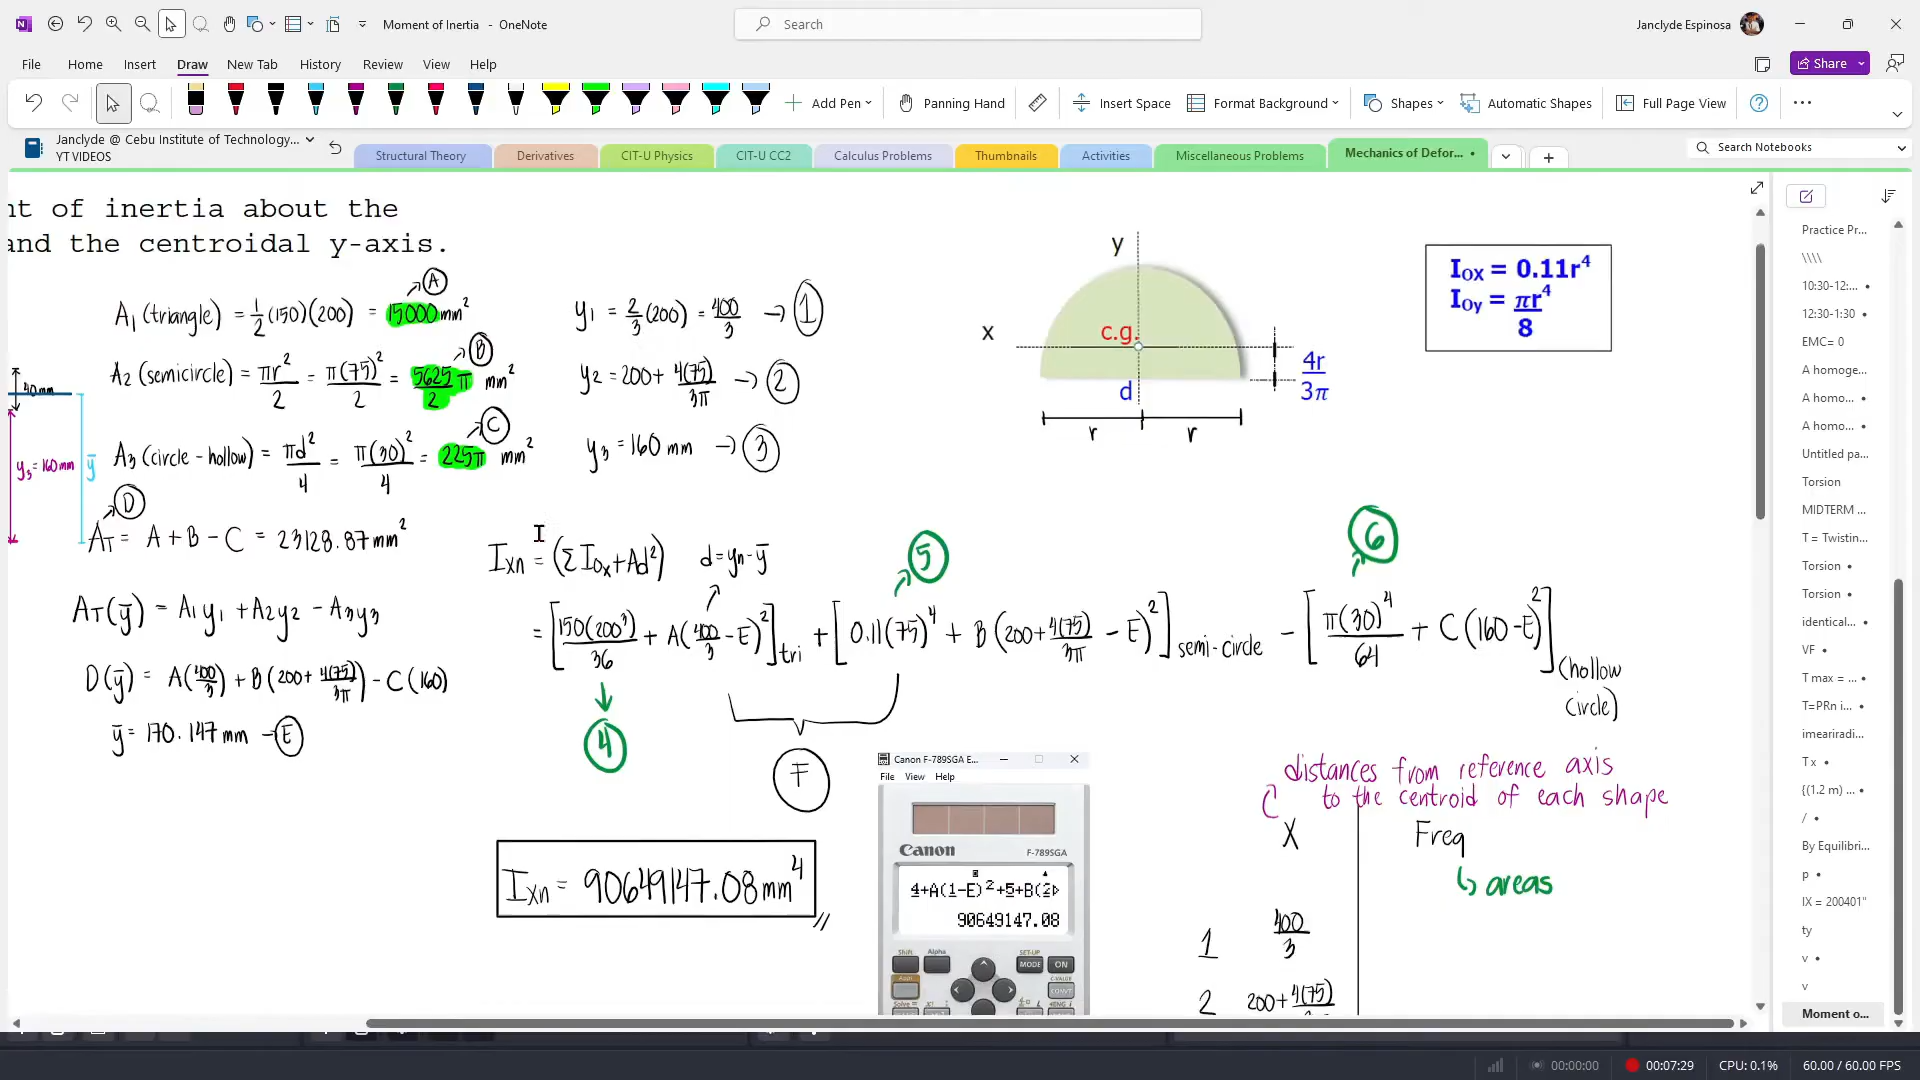 Moment of Inertia - OneNote
Search
Janclyde Espinosa
File Home Insert Draw New Tab History Review View Help
Share
Add Pen
Panning Hand
Insert Space
Format Background
Shapes
Automatic Shapes
Full Page View
Janclyde @ Cebu Institute of Technology...
YT VIDEOS
Structural Theory
Derivatives
CIT-U Physics
CIT-U CC2
Calculus Problems
Thumbnails
Activities
Miscellaneous Problems
Mechanics of Defor...
Search Notebooks
nt of inertia about the
and the centroidal y-axis.
A
A1 (triangle) = 1/2 (150)(200) = 15000 mm²
B
A2 (semicircle) = πr²/2 = π(75)²/2 = 5625/2 π mm²
C
A3 (circle - hollow) = πd²/4 = π(30)²/4 = 225π mm²
D
AT = A + B - C = 23128.87 mm²
AT(ȳ) = A1y1 + A2y2 - A3y3
D(ȳ) = A(400/3) + B(200 + 4(75)/3π) - C(160)
ȳ = 170.147 mm → E
40 mm
y3 = 160 mm
ȳ
y1 = 2/3 (200) = 400/3 → 1
y2 = 200 + 4(75)/3π → 2
y3 = 160 mm → 3
y
x
c.g.
d
4r/3π
r r
IOX = 0.11r⁴
IOy = πr⁴/8
Ixn = (Σ IOx + Ad²) d = yn - ȳ
5
6
= [150(200³)/36 + A(400/3 - E)²]tri + [0.11(75)⁴ + B(200 + 4(75)/3π - E)²]semi-circle - [π(30)⁴/64 + C(160 - E)²](hollow circle)
4
F
Ixn = 90649147.08 mm⁴
Canon F-789SGA E...
File View Help
Canon F-789SGA
4+A(1-E)²+5+B(2
90649147.08
Shift Alpha SET-UP MODE ON
distances from reference axis
to the centroid of each shape
X Freq
areas
1 400/3
2 200 + 4(75)
Practice Pr...
\\\\
10:30-12:...
12:30-1:30
EMC= 0
A homoge...
A homo...
A homo...
Untitled pa...
Torsion
MIDTERM ...
T = Twistin...
Torsion
Torsion
identical...
VF
T max = ...
T=PRn i...
imeariradi...
T x
{(1.2 m) ...
/
By Equilibri...
p
IX = 200401"
ty
v
v
Moment o...
00:00:00
00:07:29
CPU: 0.1%
60.00 / 60.00 FPS